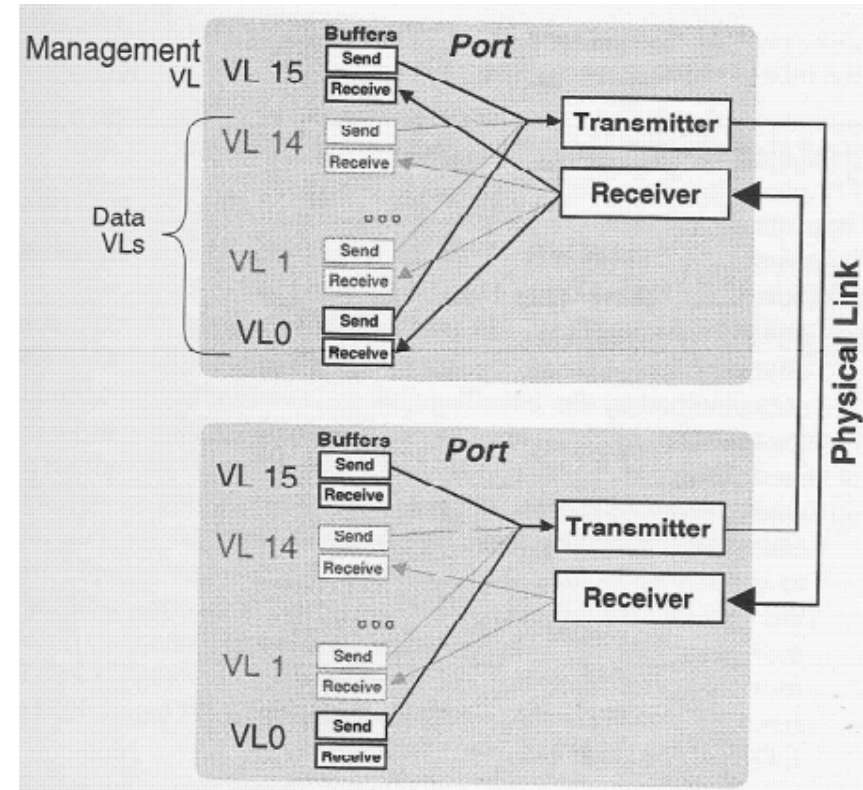 Buffers
Port
Management
VL
VL 15
Send
Receive
Transmitter
VL 14
Send
Receive
Receiver
Data
VLs
VL 1
Send
Receive
VL0
Send
Receive
Physical Link
Buffers
Port
VL 15
Send
Receive
VL 14
Send
Receive
Transmitter
Receiver
VL 1
Send
Receive
VL0
Send
Receive